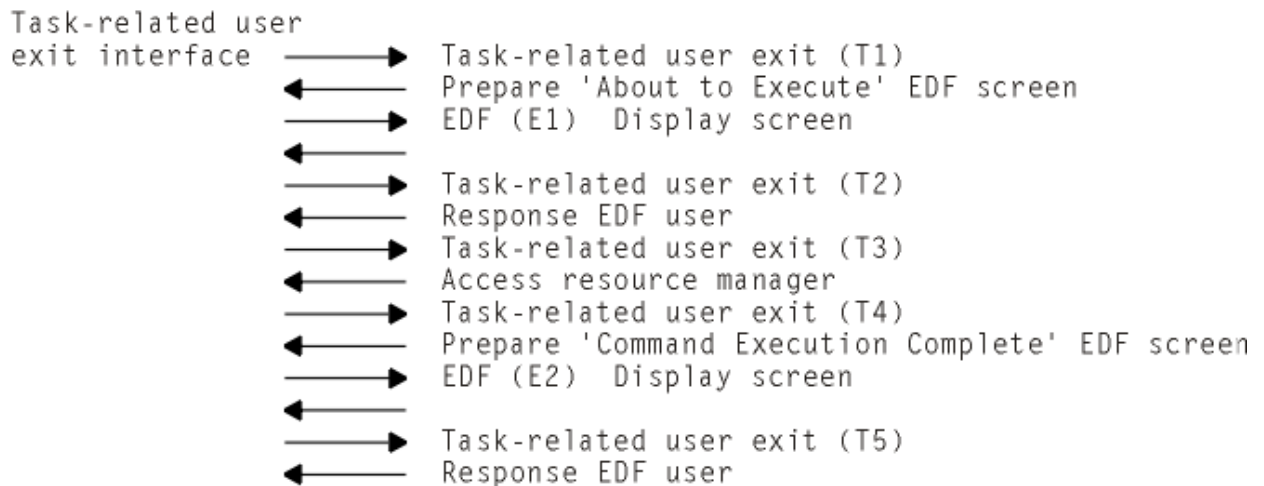 Task-related user
exit interface Task-related user exit (T1)
Prepare 'About to Execute' EDF screen
EDF (E1) Display screen
Task-related user exit (T2)
Response EDF user
Task-related user exit (T3)
Access resource manager
Task-related user exit (T4)
Prepare 'Command Execution Complete' EDF screen
EDF (E2) Display screen
Task-related user exit (T5)
Response EDF user